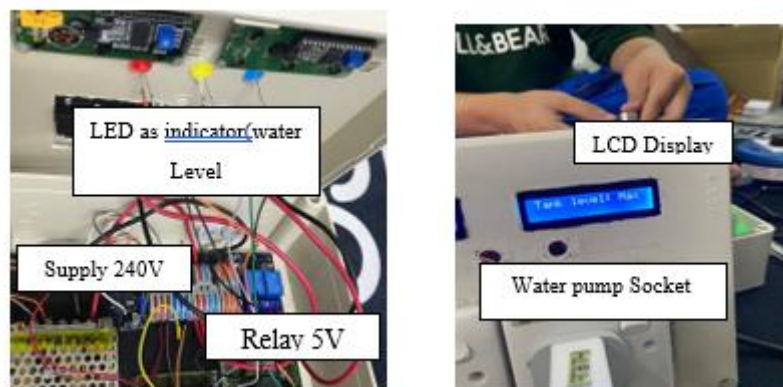 LED as indicator(water
Level
Supply 240V
Relay 5V
LL&BEAR
LCD Display
Tank level: Max
Water pump Socket